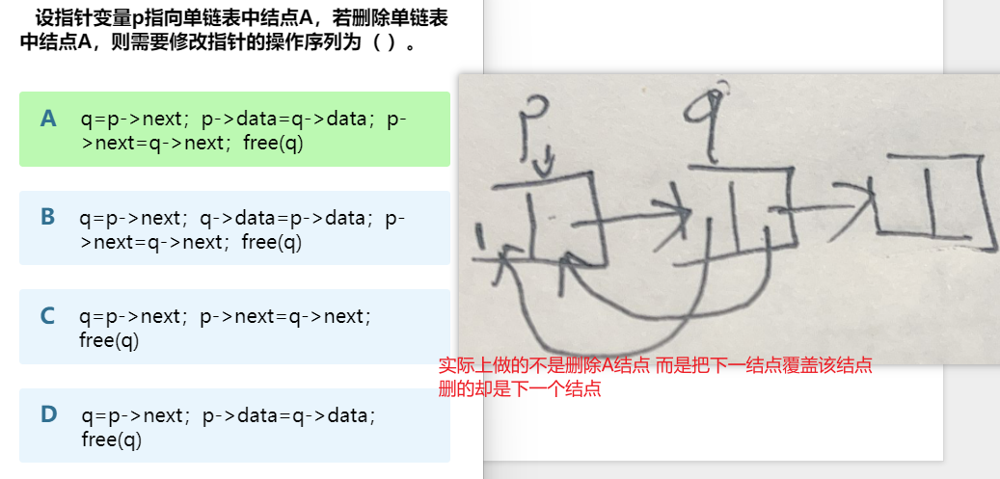 设指针变量p指向单链表中结点A，若删除单链表
中结点A，则需要修改指针的操作序列为（ ）。
A q=p->next；p->data=q->data；p-
>next=q->next；free(q)
B q=p->next；q->data=p->data；p-
>next=q->next；free(q)
C q=p->next；p->next=q->next；
free(q)
D q=p->next；p->data=q->data；
free(q)
p q
实际上做的不是删除A结点 而是把下一结点覆盖该结点
删的却是下一个结点